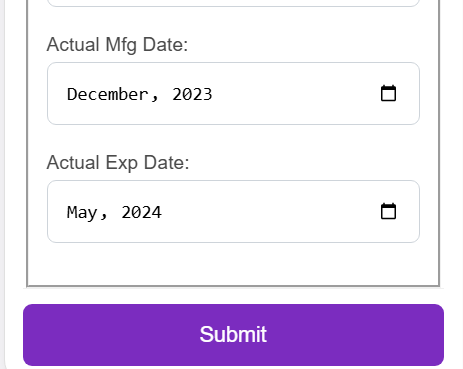 Actual Mfg Date:
December, 2023
Actual Exp Date:
May, 2024
Submit